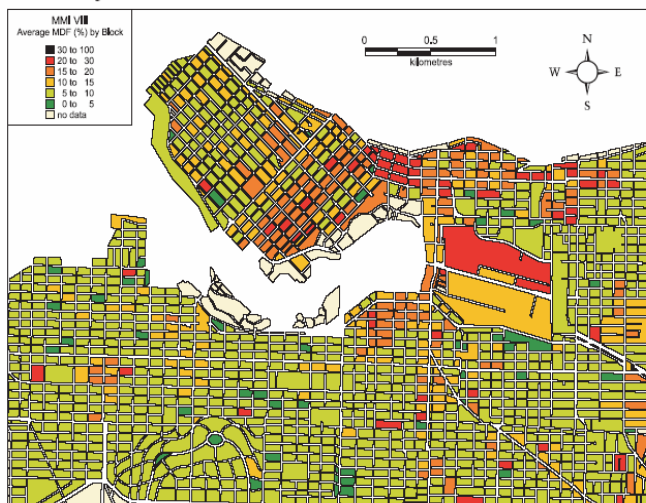 MMI VIII
Average MDF (%) by Block
30 to 100
20 to 30
15 to 20
10 to 15
5 to 10
0 to 5
no data
0 0.5 1
kilometres
N
W E
S